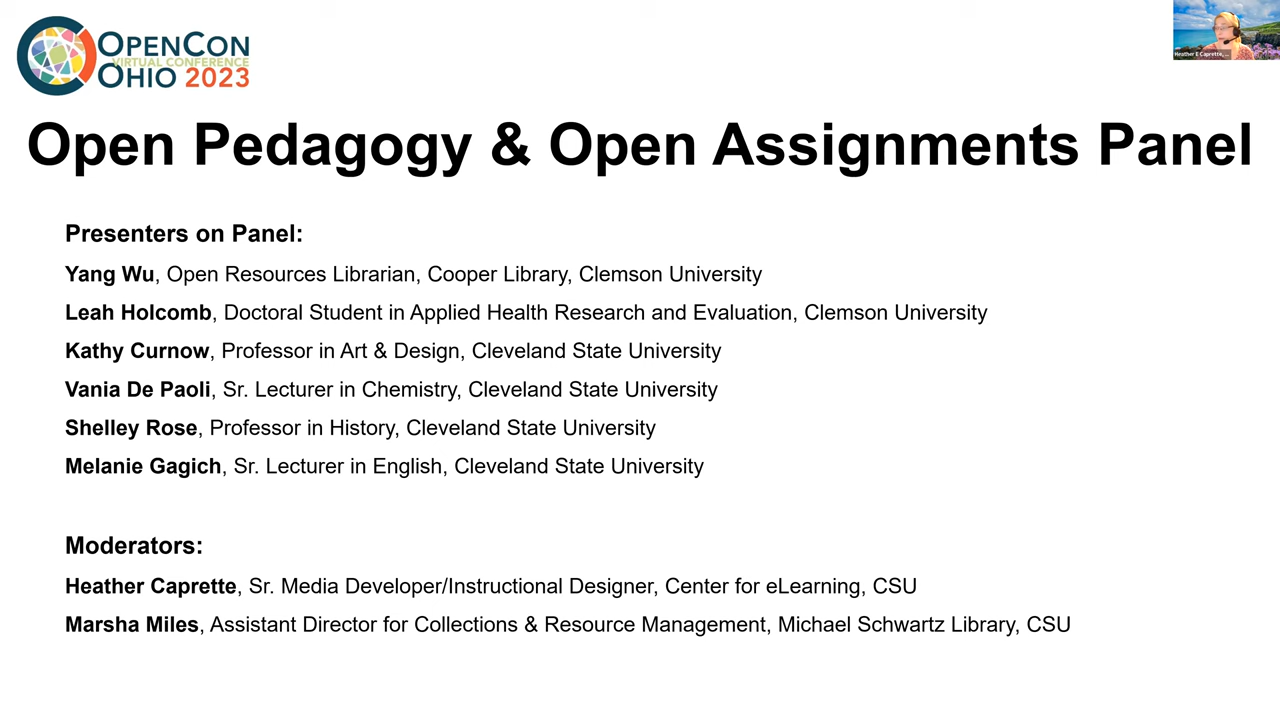 OPENCON
VIRTUAL CONFERENCE
OHIO 2023
Heather E Caprette, ...
Open Pedagogy & Open Assignments Panel
Presenters on Panel:
Yang Wu, Open Resources Librarian, Cooper Library, Clemson University
Leah Holcomb, Doctoral Student in Applied Health Research and Evaluation, Clemson University
Kathy Curnow, Professor in Art & Design, Cleveland State University
Vania De Paoli, Sr. Lecturer in Chemistry, Cleveland State University
Shelley Rose, Professor in History, Cleveland State University
Melanie Gagich, Sr. Lecturer in English, Cleveland State University
Moderators:
Heather Caprette, Sr. Media Developer/Instructional Designer, Center for eLearning, CSU
Marsha Miles, Assistant Director for Collections & Resource Management, Michael Schwartz Library, CSU